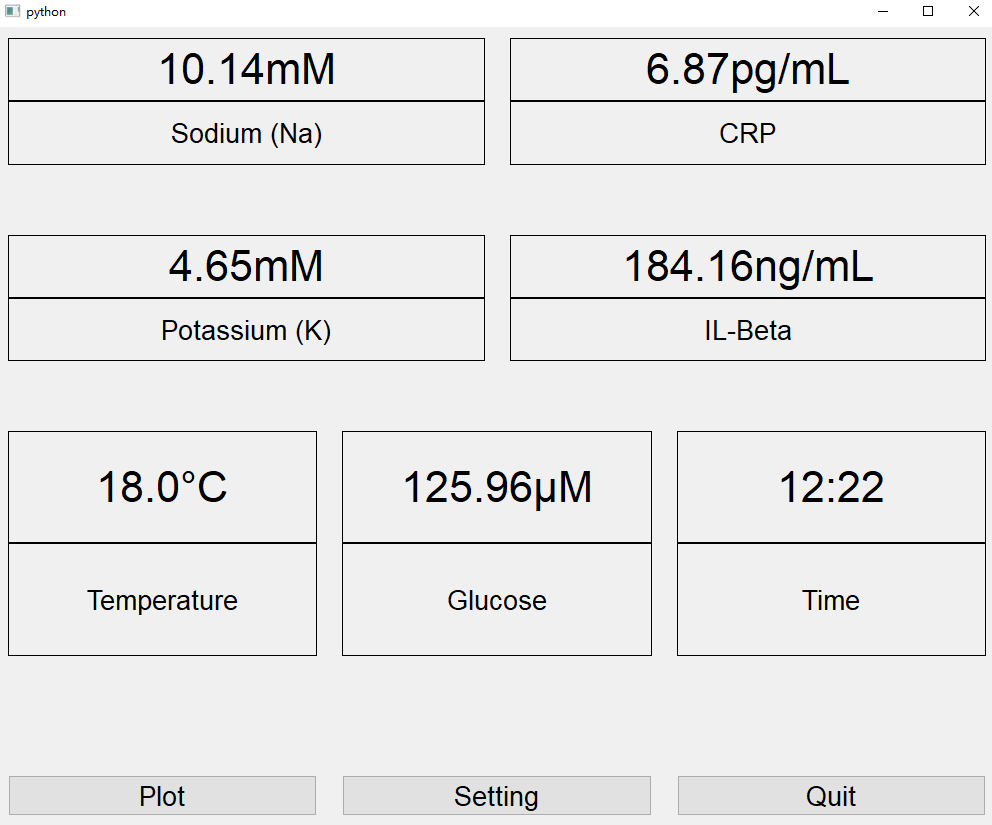 python
10.14mM
Sodium (Na)
6.87pg/mL
CRP
4.65mM
Potassium (K)
184.16ng/mL
IL-Beta
18.0°C
Temperature
125.96µM
Glucose
12:22
Time
Plot
Setting
Quit